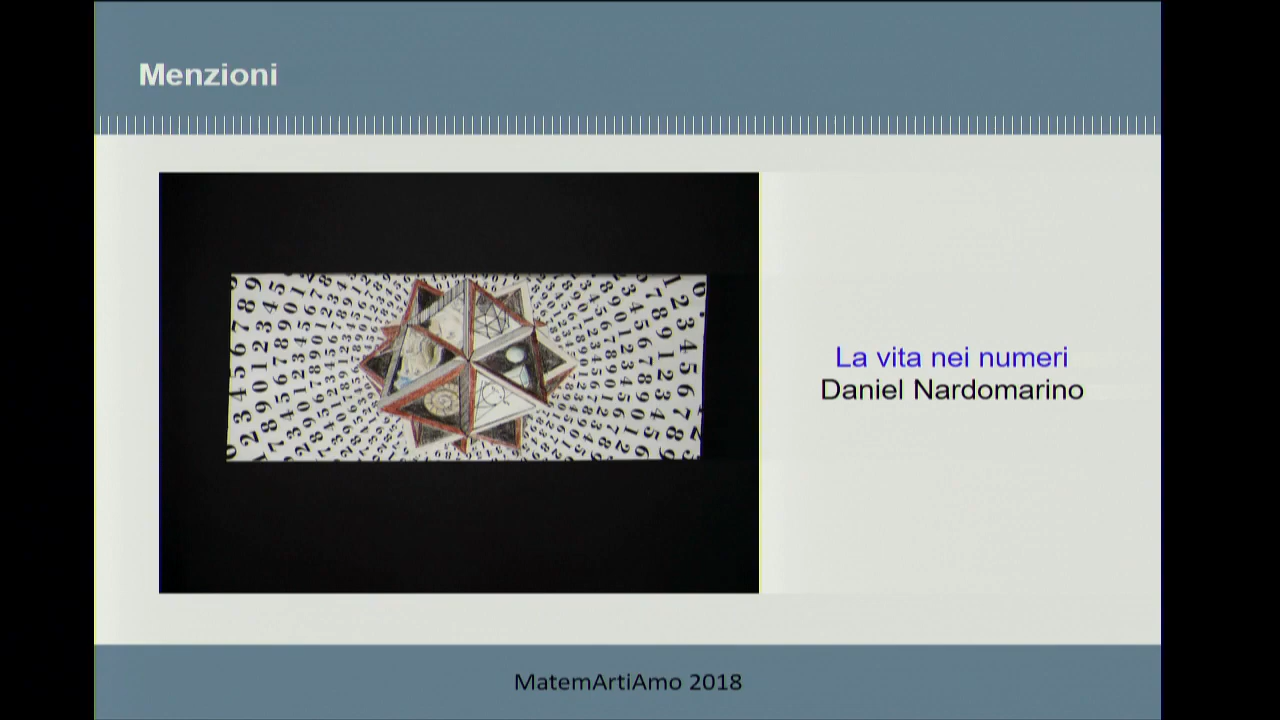 Menzioni
La vita nei numeri
Daniel Nardomarino
MatemArtiAmo 2018